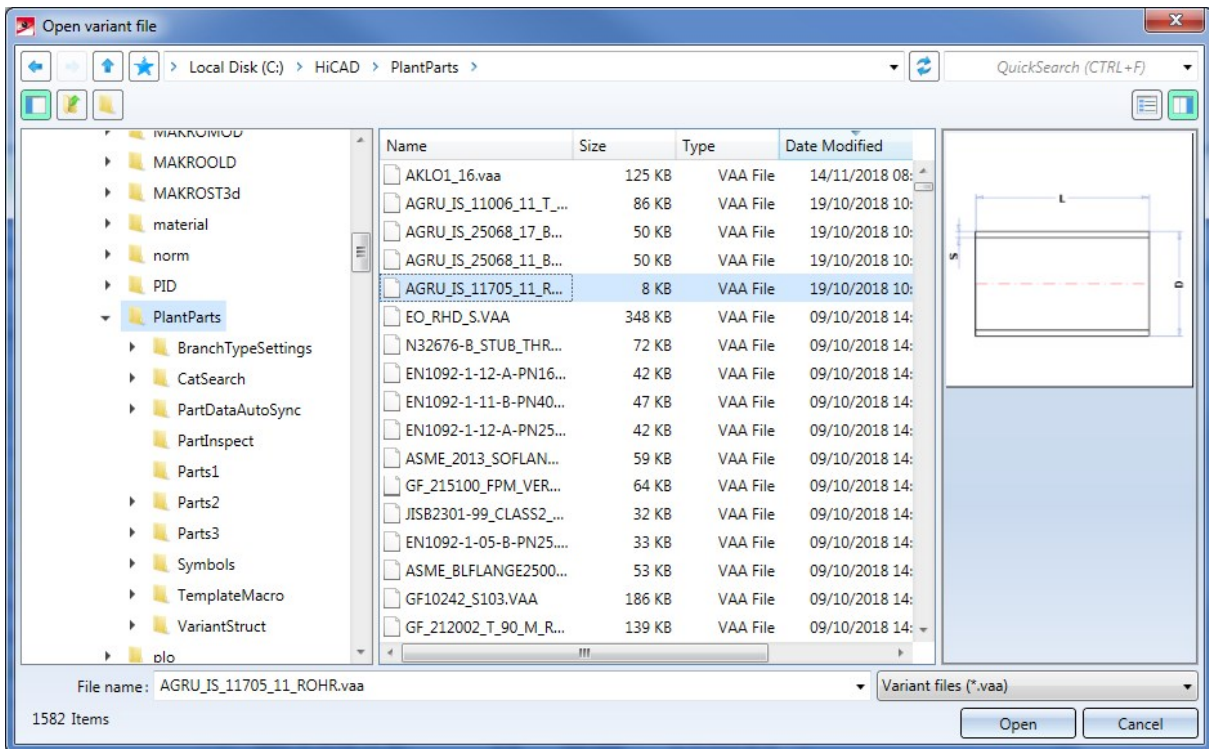 Open variant file
Local Disk (C:) > HiCAD > PlantParts >
QuickSearch (CTRL+F)
MAKROMOD
MAKROOLD
MAKROST3d
material
norm
PID
PlantParts
BranchTypeSettings
CatSearch
PartDataAutoSync
PartInspect
Parts1
Parts2
Parts3
Symbols
TemplateMacro
VariantStruct
plo
Name Size Type Date Modified
AKLO1_16.vaa 125 KB VAA File 14/11/2018 08:
AGRU_IS_11006_11_T_... 86 KB VAA File 19/10/2018 10:
AGRU_IS_25068_17_B... 50 KB VAA File 19/10/2018 10:
AGRU_IS_25068_11_B... 50 KB VAA File 19/10/2018 10:
AGRU_IS_11705_11_R... 8 KB VAA File 19/10/2018 10:
EO_RHD_S.VAA 348 KB VAA File 09/10/2018 14:
N32676-B_STUB_THR... 72 KB VAA File 09/10/2018 14:
EN1092-1-12-A-PN16... 42 KB VAA File 09/10/2018 14:
EN1092-1-11-B-PN40... 47 KB VAA File 09/10/2018 14:
EN1092-1-12-A-PN25... 42 KB VAA File 09/10/2018 14:
ASME_2013_SOFLAN... 59 KB VAA File 09/10/2018 14:
GF_215100_FPM_VER... 64 KB VAA File 09/10/2018 14:
JISB2301-99_CLASS2_... 32 KB VAA File 09/10/2018 14:
EN1092-1-05-B-PN25.... 33 KB VAA File 09/10/2018 14:
ASME_BLFLANGE2500... 53 KB VAA File 09/10/2018 14:
GF10242_S103.VAA 186 KB VAA File 09/10/2018 14:
GF_212002_T_90_M_R... 139 KB VAA File 09/10/2018 14:
L
S
D
File name: AGRU_IS_11705_11_ROHR.vaa
Variant files (*.vaa)
1582 Items
Open
Cancel